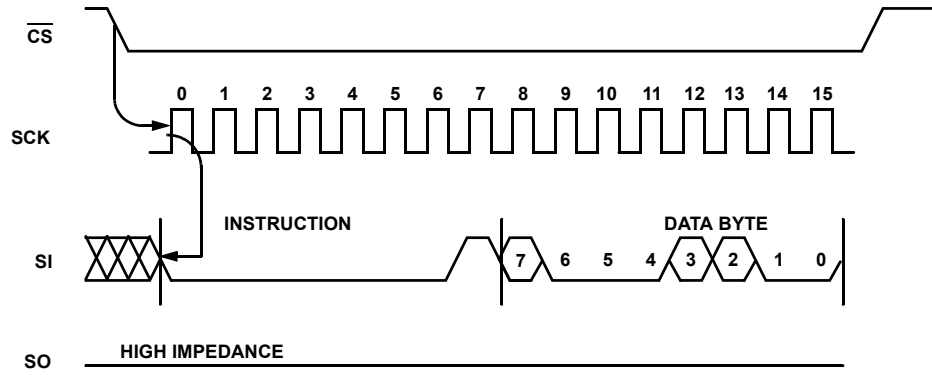 CS
0 1 2 3 4 5 6 7 8 9 10 11 12 13 14 15
SCK
INSTRUCTION DATA BYTE
SI 7 6 5 4 3 2 1 0
HIGH IMPEDANCE
SO